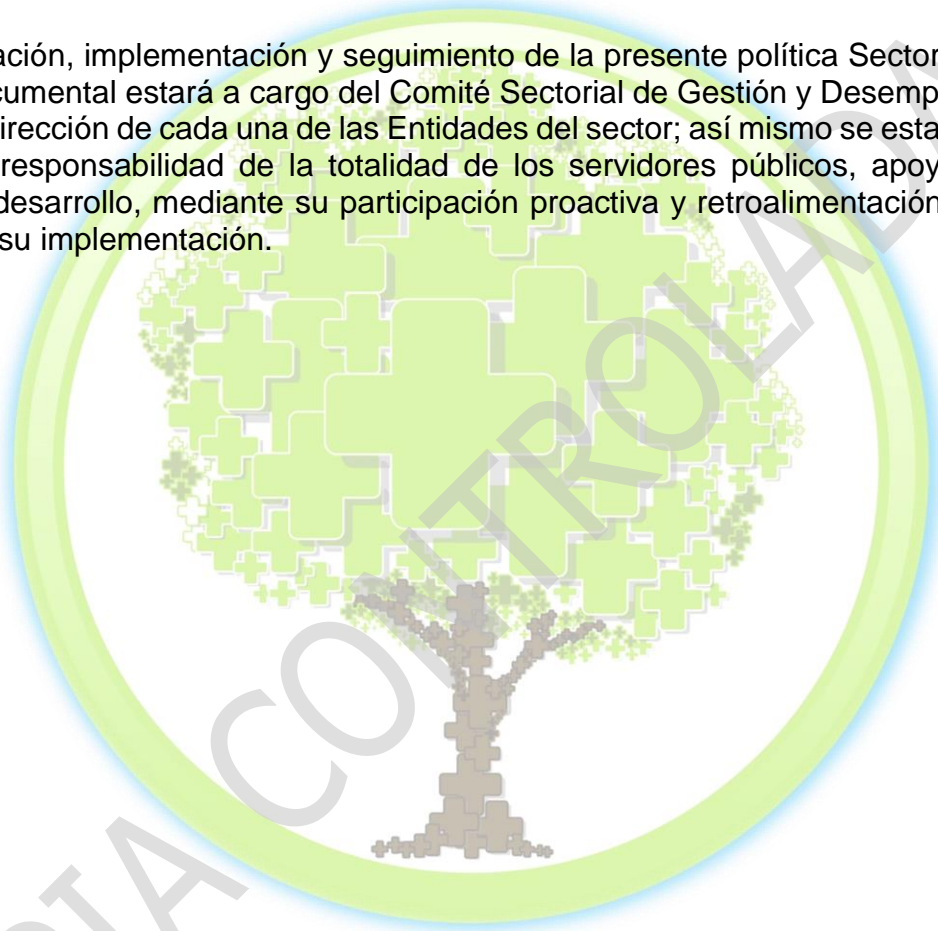 ación, implementación y seguimiento de la presente política Sector
cumental estará a cargo del Comité Sectorial de Gestión y Desemp
irección de cada una de las Entidades del sector; así mismo se esta
responsabilidad de la totalidad de los servidores públicos, apoy
desarrollo, mediante su participación proactiva y retroalimentación
su implementación.
IA CONTROLADA